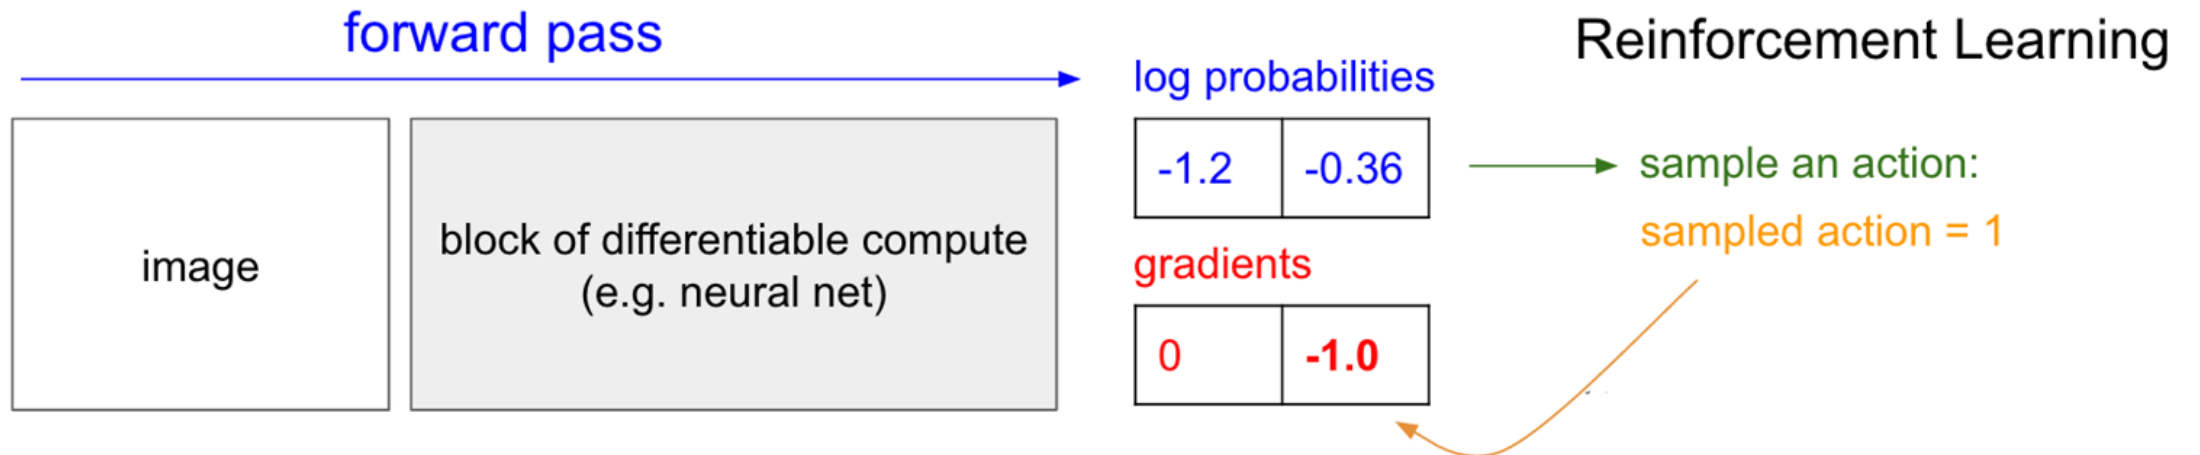 forward pass
Reinforcement Learning
log probabilities
image
block of differentiable compute
(e.g. neural net)
-1.2
-0.36
sample an action:
sampled action = 1
gradients
0
-1.0